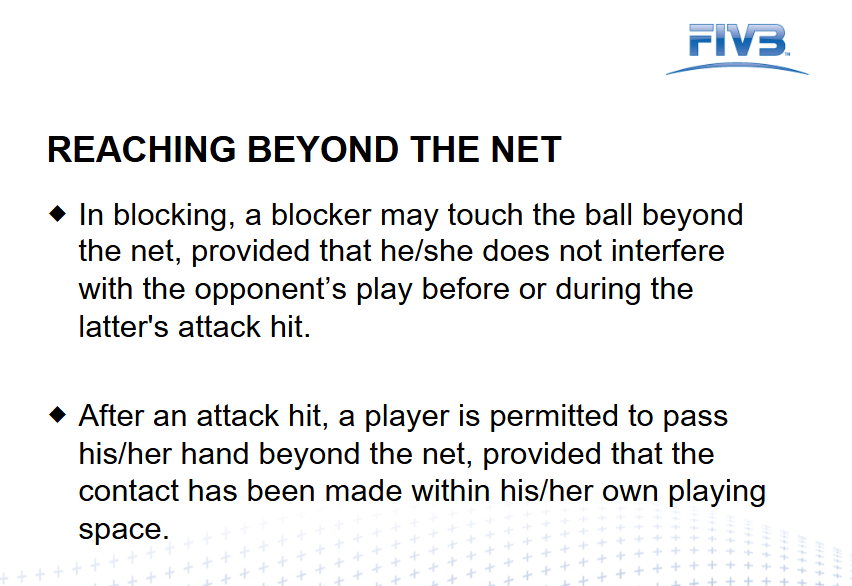 FIVB
REACHING BEYOND THE NET
◆ In blocking, a blocker may touch the ball beyond
the net, provided that he/she does not interfere
with the opponent’s play before or during the
latter's attack hit.
◆ After an attack hit, a player is permitted to pass
his/her hand beyond the net, provided that the
contact has been made within his/her own playing
space.